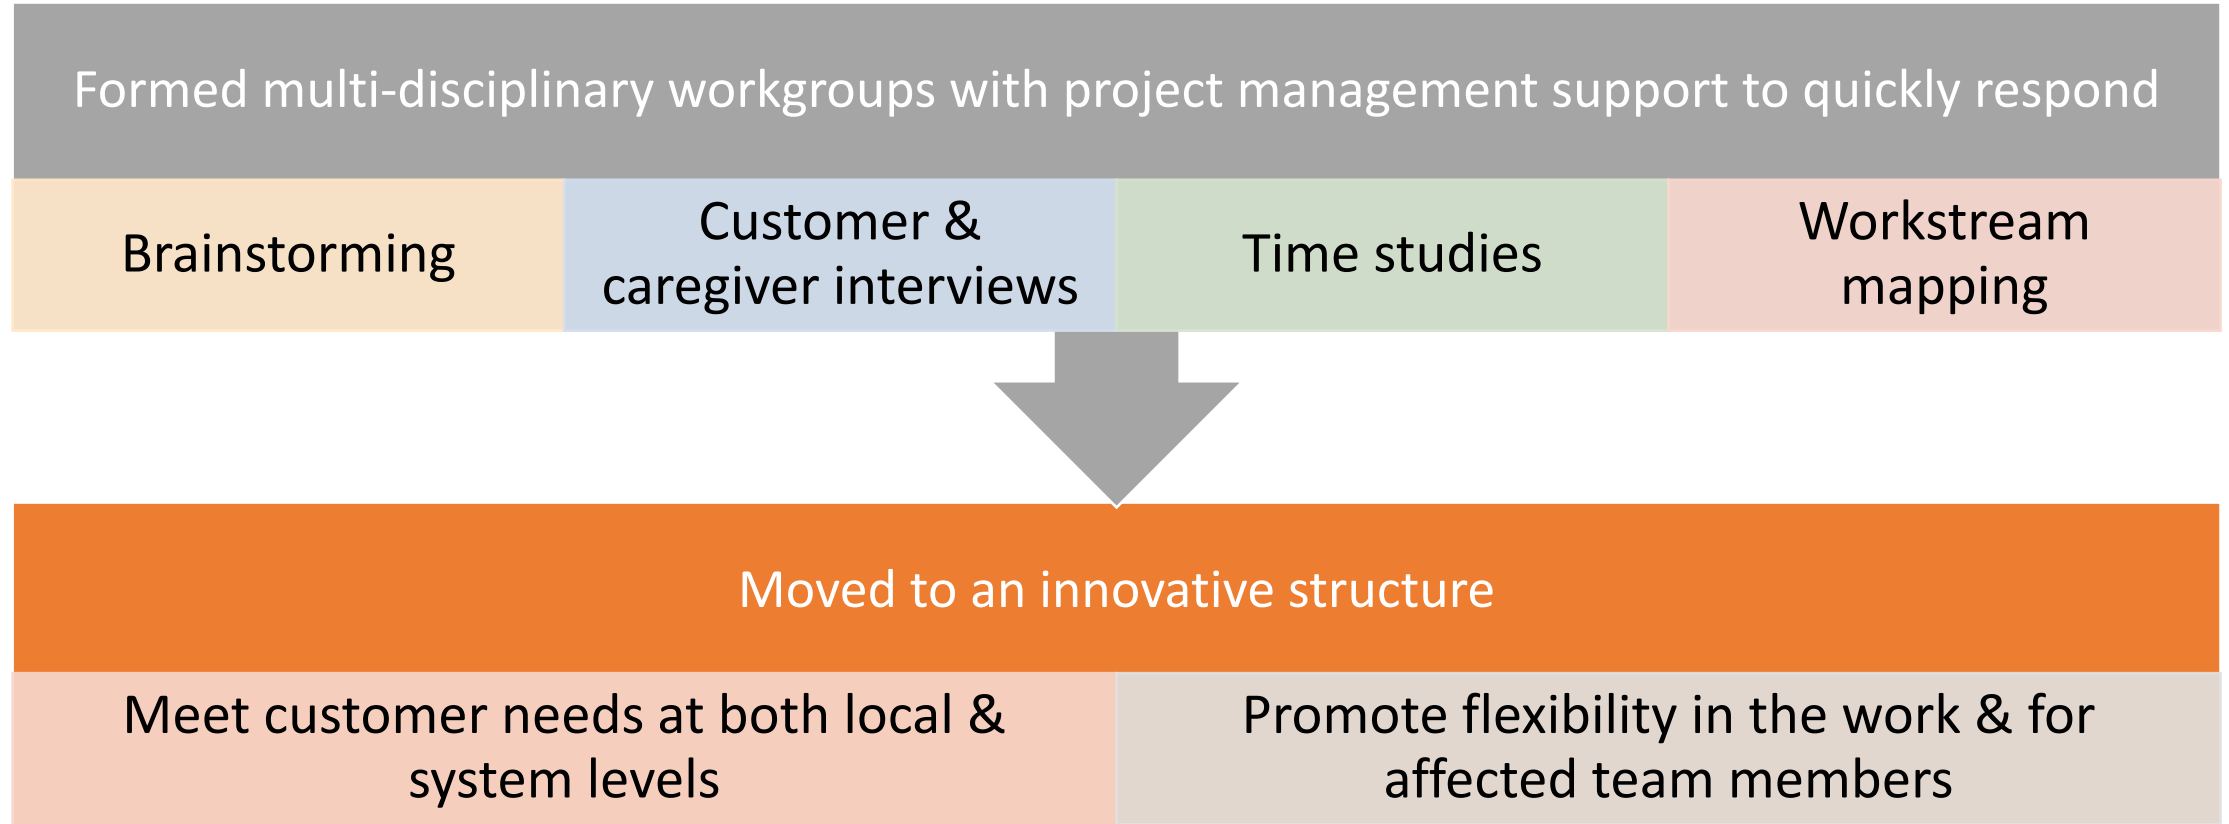 Formed multi-disciplinary workgroups with project management support to quickly respond
Brainstorming
Customer &
caregiver interviews
Time studies
Workstream
mapping
Moved to an innovative structure
Meet customer needs at both local &
system levels
Promote flexibility in the work & for
affected team members